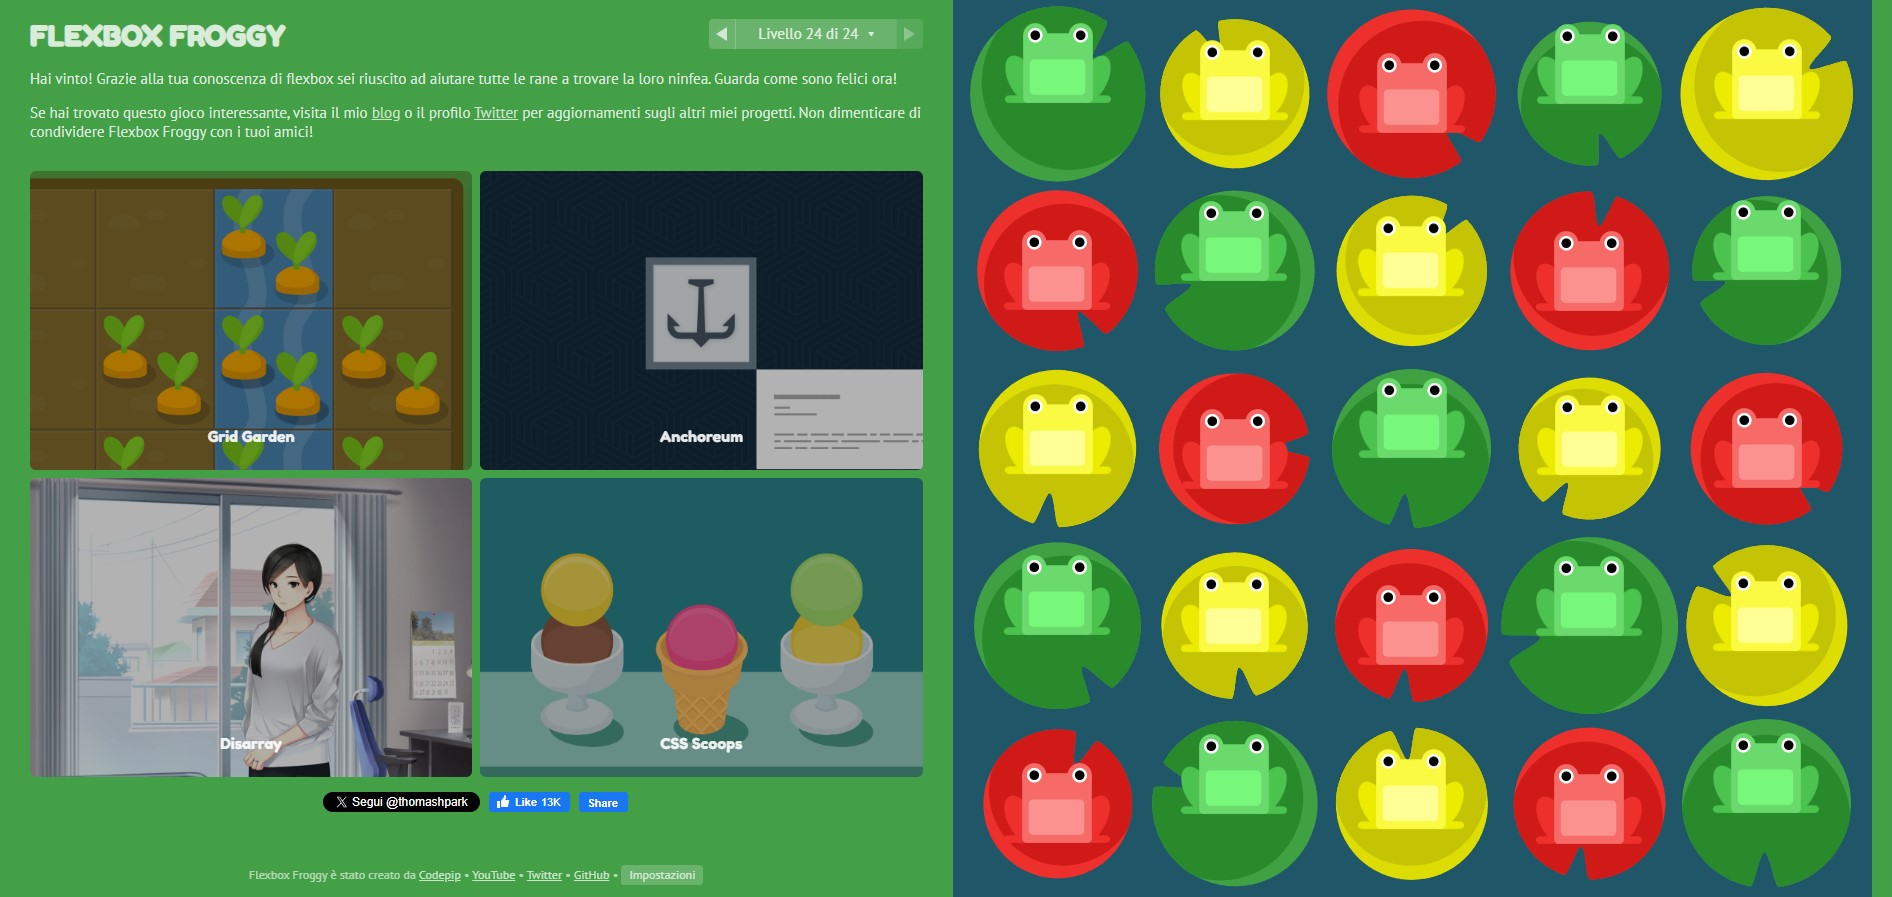 FLEXBOX FROGGY
Livello 24 di 24
Hai vinto! Grazie alla tua conoscenza di flexbox sei riuscito ad aiutare tutte le rane a trovare la loro ninfea. Guarda come sono felici ora!
Se hai trovato questo gioco interessante, visita il mio blog o il profilo Twitter per aggiornamenti sugli altri miei progetti. Non dimenticare di
condividere Flexbox Froggy con i tuoi amici!
Grid Garden
Anchoreum
Disarray
CSS Scoops
Segui @thomashpark
Like 13K
Share
Flexbox Froggy è stato creato da Codepip • YouTube • Twitter • GitHub • Impostazioni